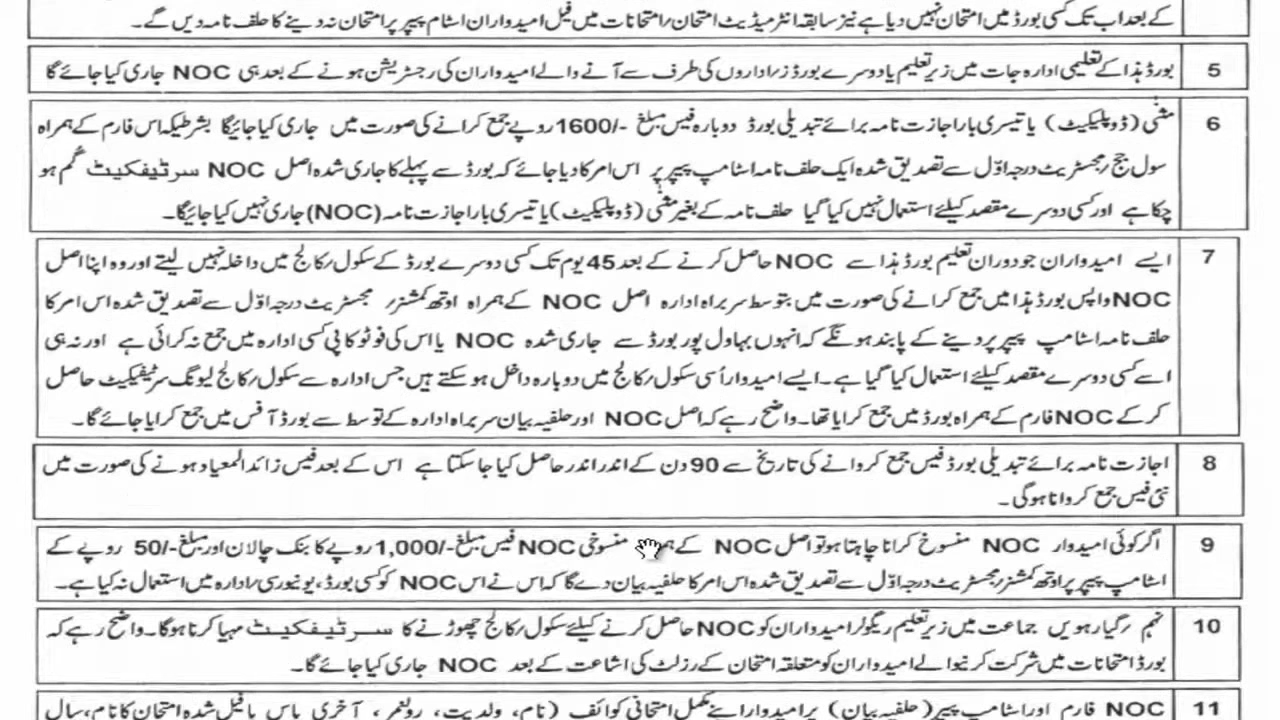 کے بعد اب تک کسی بورڈ میں امتحان نہیں دیا ہے نیز سابقہ انٹرمیڈیٹ امتحان/امتحانات میں فیل امیدواران اسٹام پیپر پر امتحان نہ دینے کا حلف نامہ دیں گے۔
5 بورڈ ہذا کے تعلیمی ادارہ جات میں زیر تعلیم یا دوسرے بورڈز/اداروں کی طرف سے آنے والے امیدواران کی رجسٹریشن ہونے کے بعد ہی NOC جاری کیا جائے گا
6 مثنٰی (ڈوپلیکیٹ) یا تیسری بار اجازت نامہ برائے تبدیلی بورڈ دوبارہ فیس مبلغ -/1600 روپے جمع کرانے کی صورت میں جاری کیا جائیگا بشرطیکہ اس فارم کے ہمراہ
سول جج/مجسٹریٹ درجہ اوّل سے تصدیق شدہ ایک حلف نامہ اسٹامپ پیپر پر اس امر کا دیا جائے کہ بورڈ سے پہلے کا جاری شدہ اصل NOC سرٹیفکیٹ گُم ہو
چکا ہے اور کسی دوسرے مقصد کیلئے استعمال نہیں کیا گیا حلف نامہ کے بغیر مثنٰی (ڈوپلیکیٹ) یا تیسری بار اجازت نامہ (NOC) جاری نہیں کیا جائیگا۔
7 ایسے امیدواران جو دوران تعلیم بورڈ ہذا سے NOC حاصل کرنے کے بعد 45 یوم تک کسی دوسرے بورڈ کے سکول/کالج میں داخلہ نہیں لیتے اور وہ اپنا اصل
NOC واپس بورڈ ہذا میں جمع کرانے کی صورت میں بتوسط سربراہ ادارہ اصل NOC کے ہمراہ اوتھ کمشنر/ مجسٹریٹ درجہ اوّل سے تصدیق شدہ اس امر کا
حلف نامہ اسٹامپ پیپر پر دینے کے پابند ہونگے کہ انہوں بہاول پور بورڈ سے جاری شدہ NOC یا اس کی فوٹو کاپی کسی ادارہ میں جمع نہ کرائی ہے اور نہ ہی
اسے کسی دوسرے مقصد کیلئے استعمال کیا گیا ہے۔ ایسے امیدوار اُسی سکول/کالج میں دوبارہ داخل ہو سکتے ہیں جس ادارہ سے سکول/کالج لیونگ سرٹیفکیٹ حاصل
کر کے NOC فارم کے ہمراہ بورڈ میں جمع کرایا تھا۔ واضح رہے کہ اصل NOC اور حلفیہ بیان سربراہ ادارہ کے توسط سے بورڈ آفس میں جمع کرایا جائے گا۔
8 اجازت نامہ برائے تبدیلی بورڈ فیس جمع کروانے کی تاریخ سے 90 دن کے اندر اندر حاصل کیا جا سکتا ہے اس کے بعد فیس زائد المعیاد ہونے کی صورت میں
نئی فیس جمع کروانا ہوگی۔
9 اگر کوئی امیدوار NOC منسوخ کرانا چاہتا ہو تو اصل NOC کے منسوخی NOC فیس مبلغ -/1,000 روپے کا بنک چالان اور مبلغ -/50 روپے کے
اسٹامپ پیپر پر اوتھ کمشنر/مجسٹریٹ درجہ اوّل سے تصدیق شدہ اس امر کا حلفیہ بیان دے گا کہ اس نے اس NOC کو کسی بورڈ، یونیورسی/ادارہ میں استعمال نہ کیا ہے۔
10 نہم/گیارہویں جماعت میں زیر تعلیم ریگولر امیدواران کو NOC حاصل کرنے کیلئے سکول/کالج چھوڑنے کا سرٹیفکیٹ مہیا کرنا ہوگا۔ واضح رہے کہ
بورڈ امتحانات میں شرکت کرنیوالے امیدواران کو متعلقہ امتحان کے رزلٹ کی اشاعت کے بعد NOC جاری کیا جائے گا۔
11 NOC فارم اور اسٹامپ پیپر (حلفیہ بیان) پر امیدوار اپنے مکمل امتحانی کوائف (نام، ولدیت، رولنمبر، آخری پاس یا فیل شدہ امتحان کا نام، سال